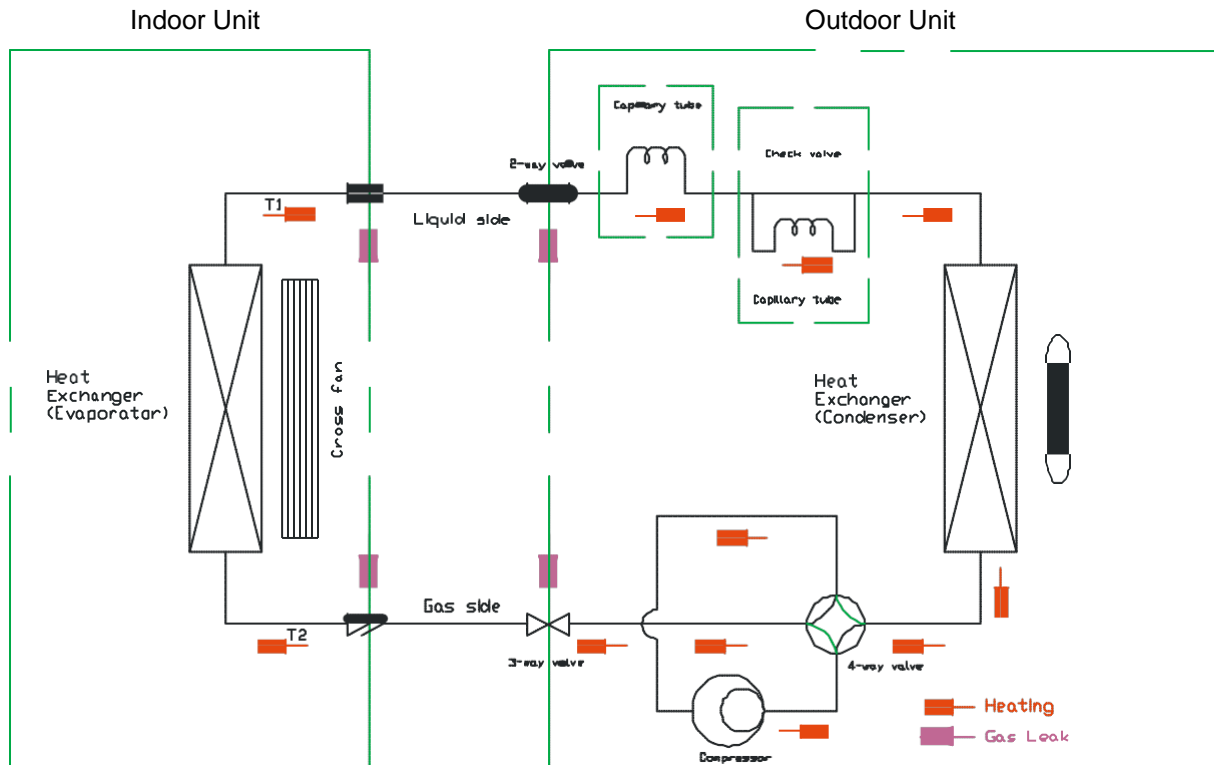 Indoor Unit
Outdoor Unit
Capillary tube
Check valve
2-way valve
T1
Liquid side
Capillary tube
Heat
Exchanger
(Evaporator)
Cross fan
Heat
Exchanger
(Condenser)
Gas side
T2
3-way valve
4-way valve
Heating
Gas Leak
Compressor